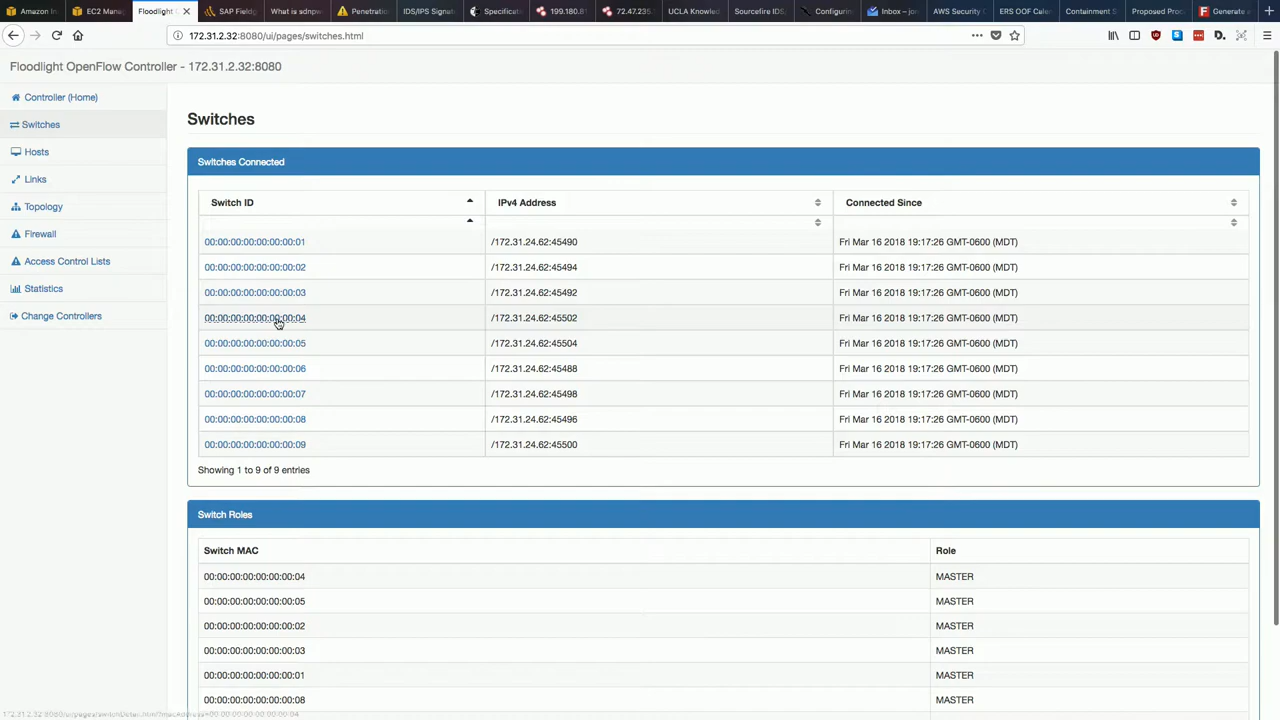 Amazon In
EC2 Manag
Floodlight
SAP Field
What is sdnpw
Penetratio
IDS/IPS Signat
Specificat
199.180.8
72.47.235.
UCLA Knowl
Sourcefire IDS
Configurin
Inbox – jon
AWS Security
ERS OOF Cale
Containment S
Proposed Proc
Generate a
172.31.2.32:8080/ui/pages/switches.html
Floodlight OpenFlow Controller - 172.31.2.32:8080
Controller (Home)
Switches
Hosts
Links
Topology
Firewall
Access Control Lists
Statistics
Change Controllers
Switches
Switches Connected
Switch ID IPv4 Address Connected Since
00:00:00:00:00:00:00:01 /172.31.24.62:45490 Fri Mar 16 2018 19:17:26 GMT-0600 (MDT)
00:00:00:00:00:00:00:02 /172.31.24.62:45494 Fri Mar 16 2018 19:17:26 GMT-0600 (MDT)
00:00:00:00:00:00:00:03 /172.31.24.62:45492 Fri Mar 16 2018 19:17:26 GMT-0600 (MDT)
00:00:00:00:00:00:00:04 /172.31.24.62:45502 Fri Mar 16 2018 19:17:26 GMT-0600 (MDT)
00:00:00:00:00:00:00:05 /172.31.24.62:45504 Fri Mar 16 2018 19:17:26 GMT-0600 (MDT)
00:00:00:00:00:00:00:06 /172.31.24.62:45488 Fri Mar 16 2018 19:17:26 GMT-0600 (MDT)
00:00:00:00:00:00:00:07 /172.31.24.62:45498 Fri Mar 16 2018 19:17:26 GMT-0600 (MDT)
00:00:00:00:00:00:00:08 /172.31.24.62:45496 Fri Mar 16 2018 19:17:26 GMT-0600 (MDT)
00:00:00:00:00:00:00:09 /172.31.24.62:45500 Fri Mar 16 2018 19:17:26 GMT-0600 (MDT)
Showing 1 to 9 of 9 entries
Switch Roles
Switch MAC Role
00:00:00:00:00:00:00:04 MASTER
00:00:00:00:00:00:00:05 MASTER
00:00:00:00:00:00:00:02 MASTER
00:00:00:00:00:00:00:03 MASTER
00:00:00:00:00:00:00:01 MASTER
00:00:00:00:00:00:00:08 MASTER